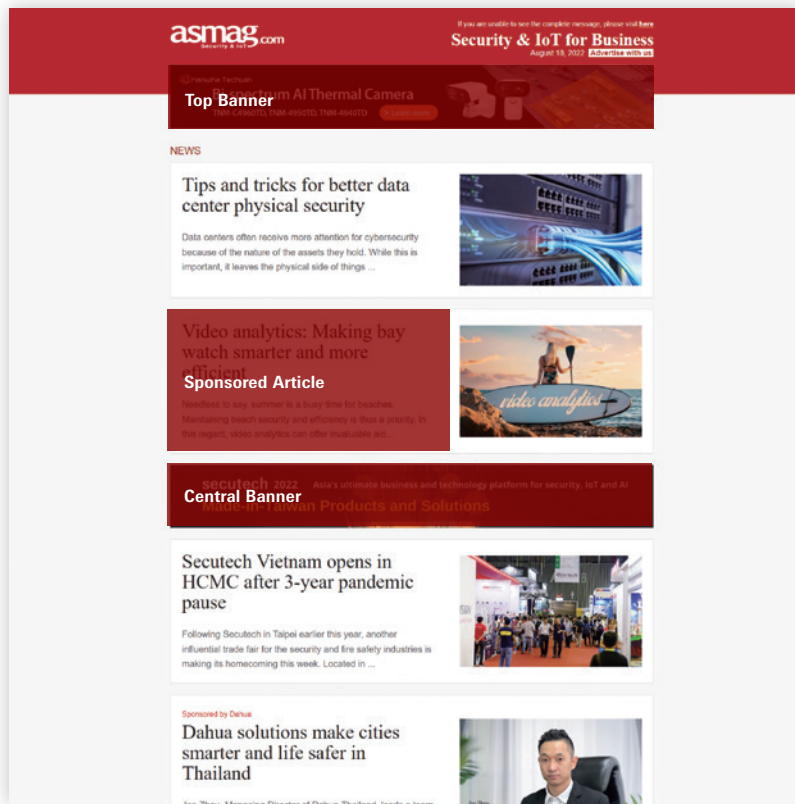 If you are unable to see the complete message, please visit here
asmag.com
Security & IoT
Security & IoT for Business
August 19, 2022 Advertise with us
Hanwha Techwin
Bi-spectrum AI Thermal Camera
Top Banner
TNM-C4960TD, TNM-4950TD, TNM-4940TD
> Learn more
NEWS
Tips and tricks for better data
center physical security
Data centers often receive more attention for cybersecurity
because of the nature of the assets they hold. While this is
important, it leaves the physical side of things ...
Video analytics: Making bay
watch smarter and more
efficient
Sponsored Article
Needless to say, summer is a busy time for beaches.
Maintaining beach security and efficiency is thus a priority. In
this regard, video analytics can offer invaluable aid...
video analytics
secutech 2022 Asia's ultimate business and technology platform for security, IoT and AI
Central Banner
Made-in-Taiwan Products and Solutions
Secutech Vietnam opens in
HCMC after 3-year pandemic
pause
Following Secutech in Taipei earlier this year, another
influential trade fair for the security and fire safety industries is
making its homecoming this week. Located in ...
Sponsored by Dahua
Dahua solutions make cities
smarter and life safer in
Thailand